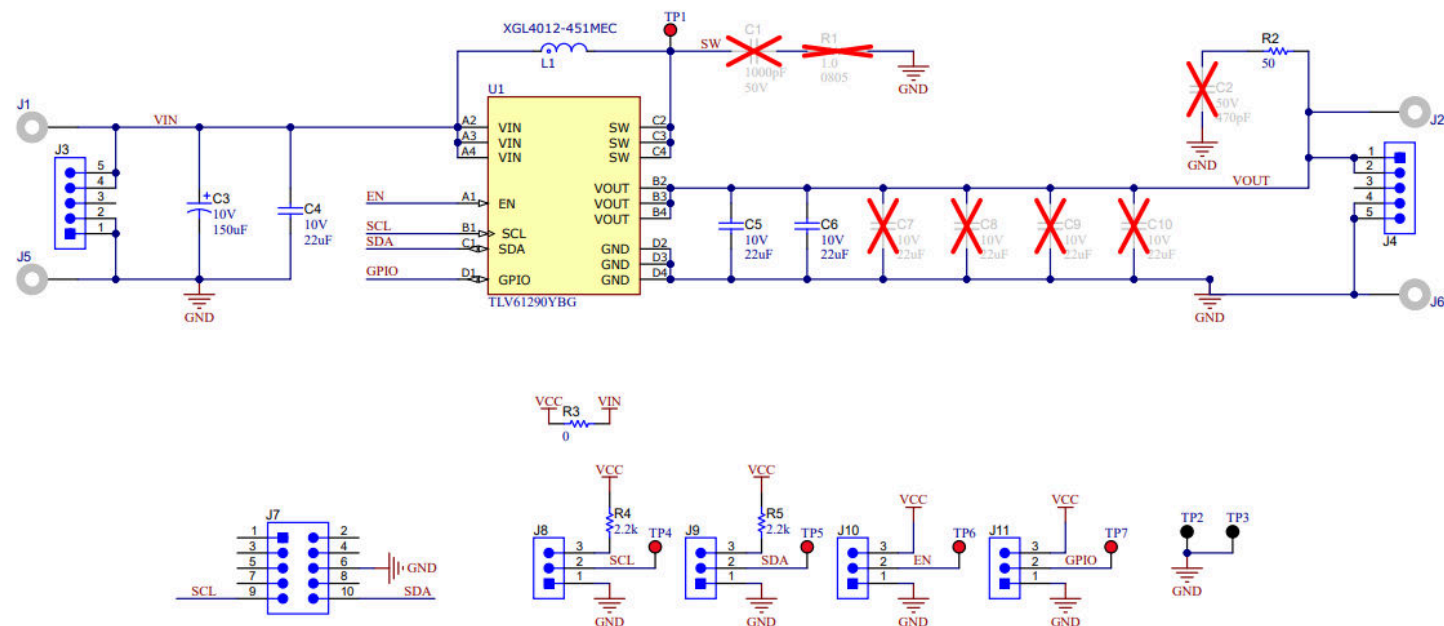 XGL4012-451MEC
L1
TP1
SW
C1
1000pF
50V
R1
1.0
0805
GND
R2
50
C2
50V
470pF
GND
J1
VIN
J3
5
4
3
2
1
C3
10V
150uF
C4
10V
22uF
J5
GND
U1
A2 VIN SW C2
A3 VIN SW C3
A4 VIN SW C4
VOUT B2
EN A1 EN VOUT B3
VOUT B4
SCL B1 SCL
SDA C1 SDA GND D2
GND D3
GPIO D1 GPIO GND D4
TLV61290YBG
C5
10V
22uF
C6
10V
22uF
C7
10V
22uF
C8
10V
22uF
C9
10V
22uF
C10
10V
22uF
VOUT
GND
J2
1
2
3
4
5
J4
J6
VCC R3 VIN
0
J7
1 2
3 4
5 6 GND
7 8
SCL 9 10 SDA
VCC
R4
2.2k
J8
TP4
3
2 SCL
1
GND
VCC
R5
2.2k
J9
TP5
3
2 SDA
1
GND
VCC
J10
TP6
3
2 EN
1
GND
VCC
J11
TP7
3
2 GPIO
1
GND
TP2 TP3
GND